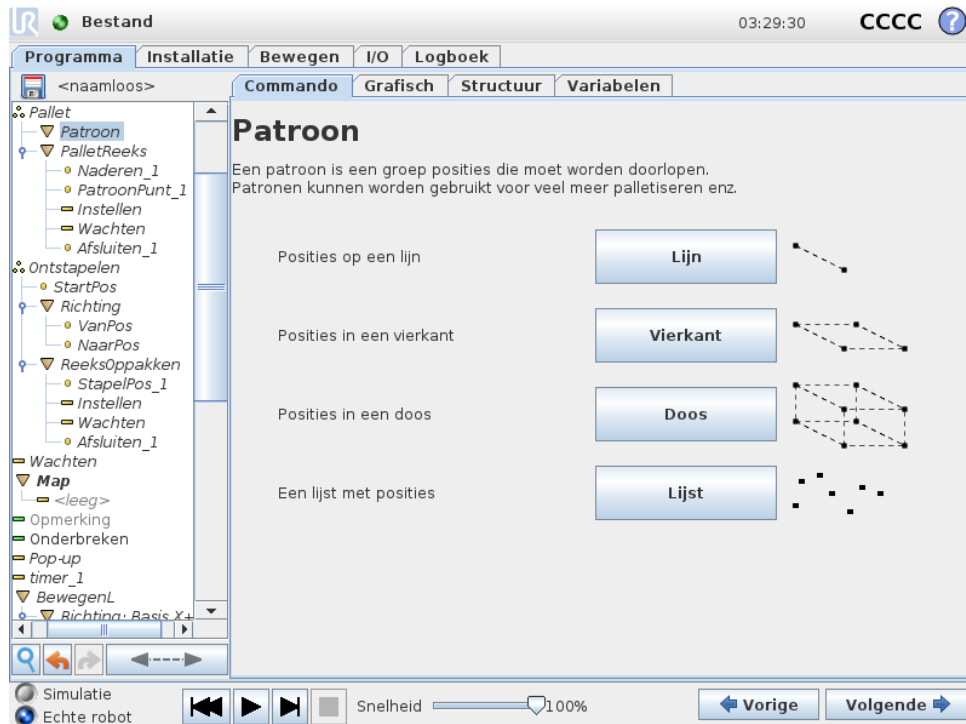 UR Bestand 03:29:30 CCCC ?
Programma Installatie Bewegen I/O Logboek
<naamloos>
Commando Grafisch Structuur Variabelen
Pallet
Patroon
PalletReeks
Naderen_1
PatroonPunt_1
Instellen
Wachten
Afsluiten_1
Ontstapelen
StartPos
Richting
VanPos
NaarPos
ReeksOppakken
StapelPos_1
Instellen
Wachten
Afsluiten_1
Wachten
Map
<leeg>
Opmerking
Onderbreken
Pop-up
timer_1
BewegenL
Richting: Basis X+
Patroon
Een patroon is een groep posities die moet worden doorlopen.
Patronen kunnen worden gebruikt voor veel meer palletiseren enz.
Posities op een lijn Lijn
Posities in een vierkant Vierkant
Posities in een doos Doos
Een lijst met posities Lijst
Simulatie
Echte robot
Snelheid 100%
Vorige Volgende